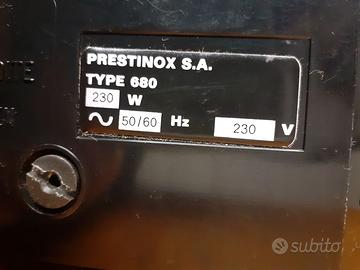 PRESTINOX S.A.
TYPE 680
230 W
50/60 Hz 230 V
subito